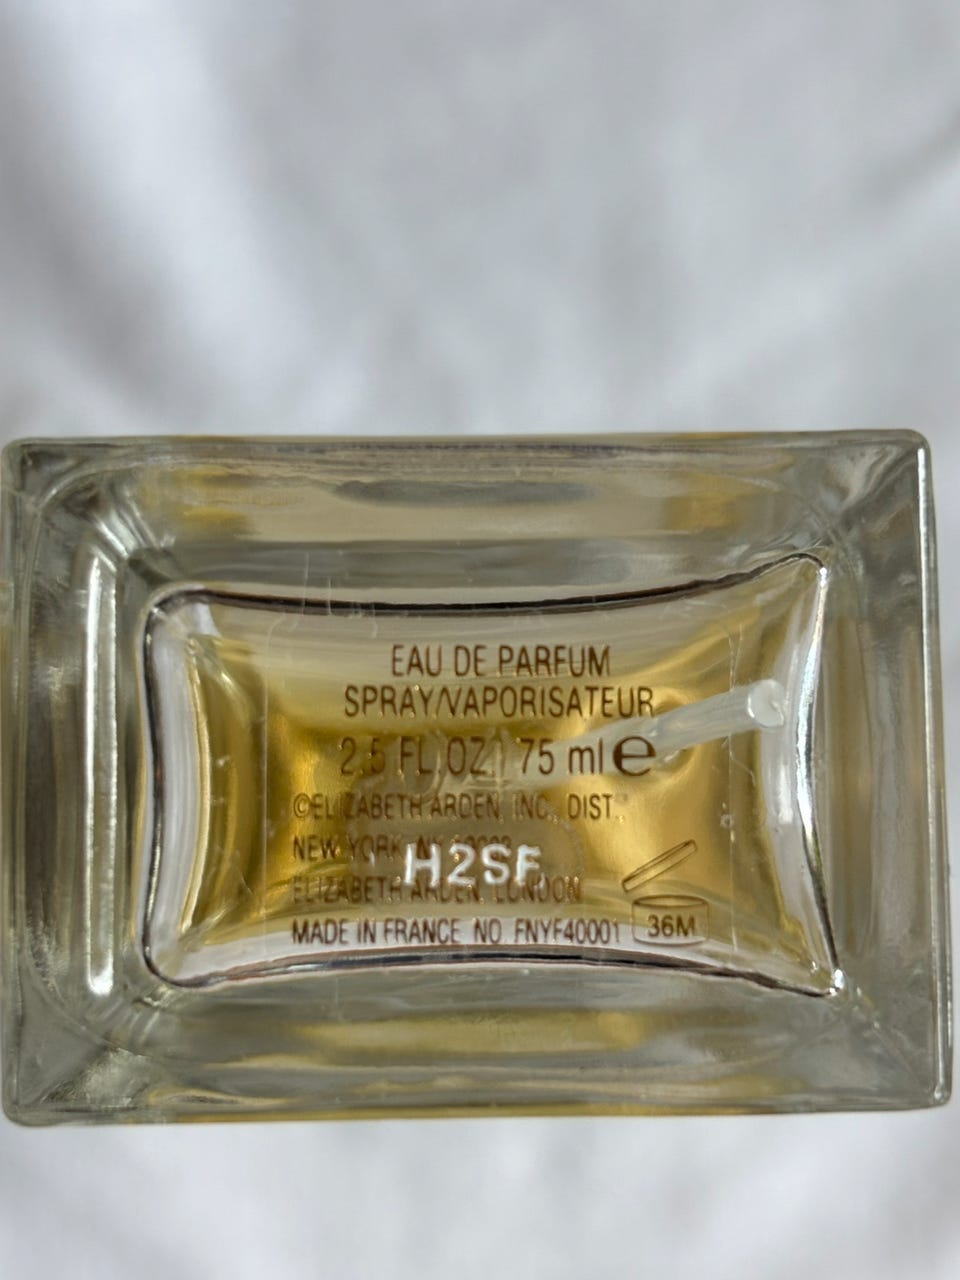 EAU DE PARFUM
SPRAY/VAPORISATEUR
2.5 FL.OZ. 75 ml e
©ELIZABETH ARDEN, INC., DIST.
NEW YORK, NY
H2SF
ELIZABETH ARDEN, LONDON
MADE IN FRANCE NO. FNYF40001
36M